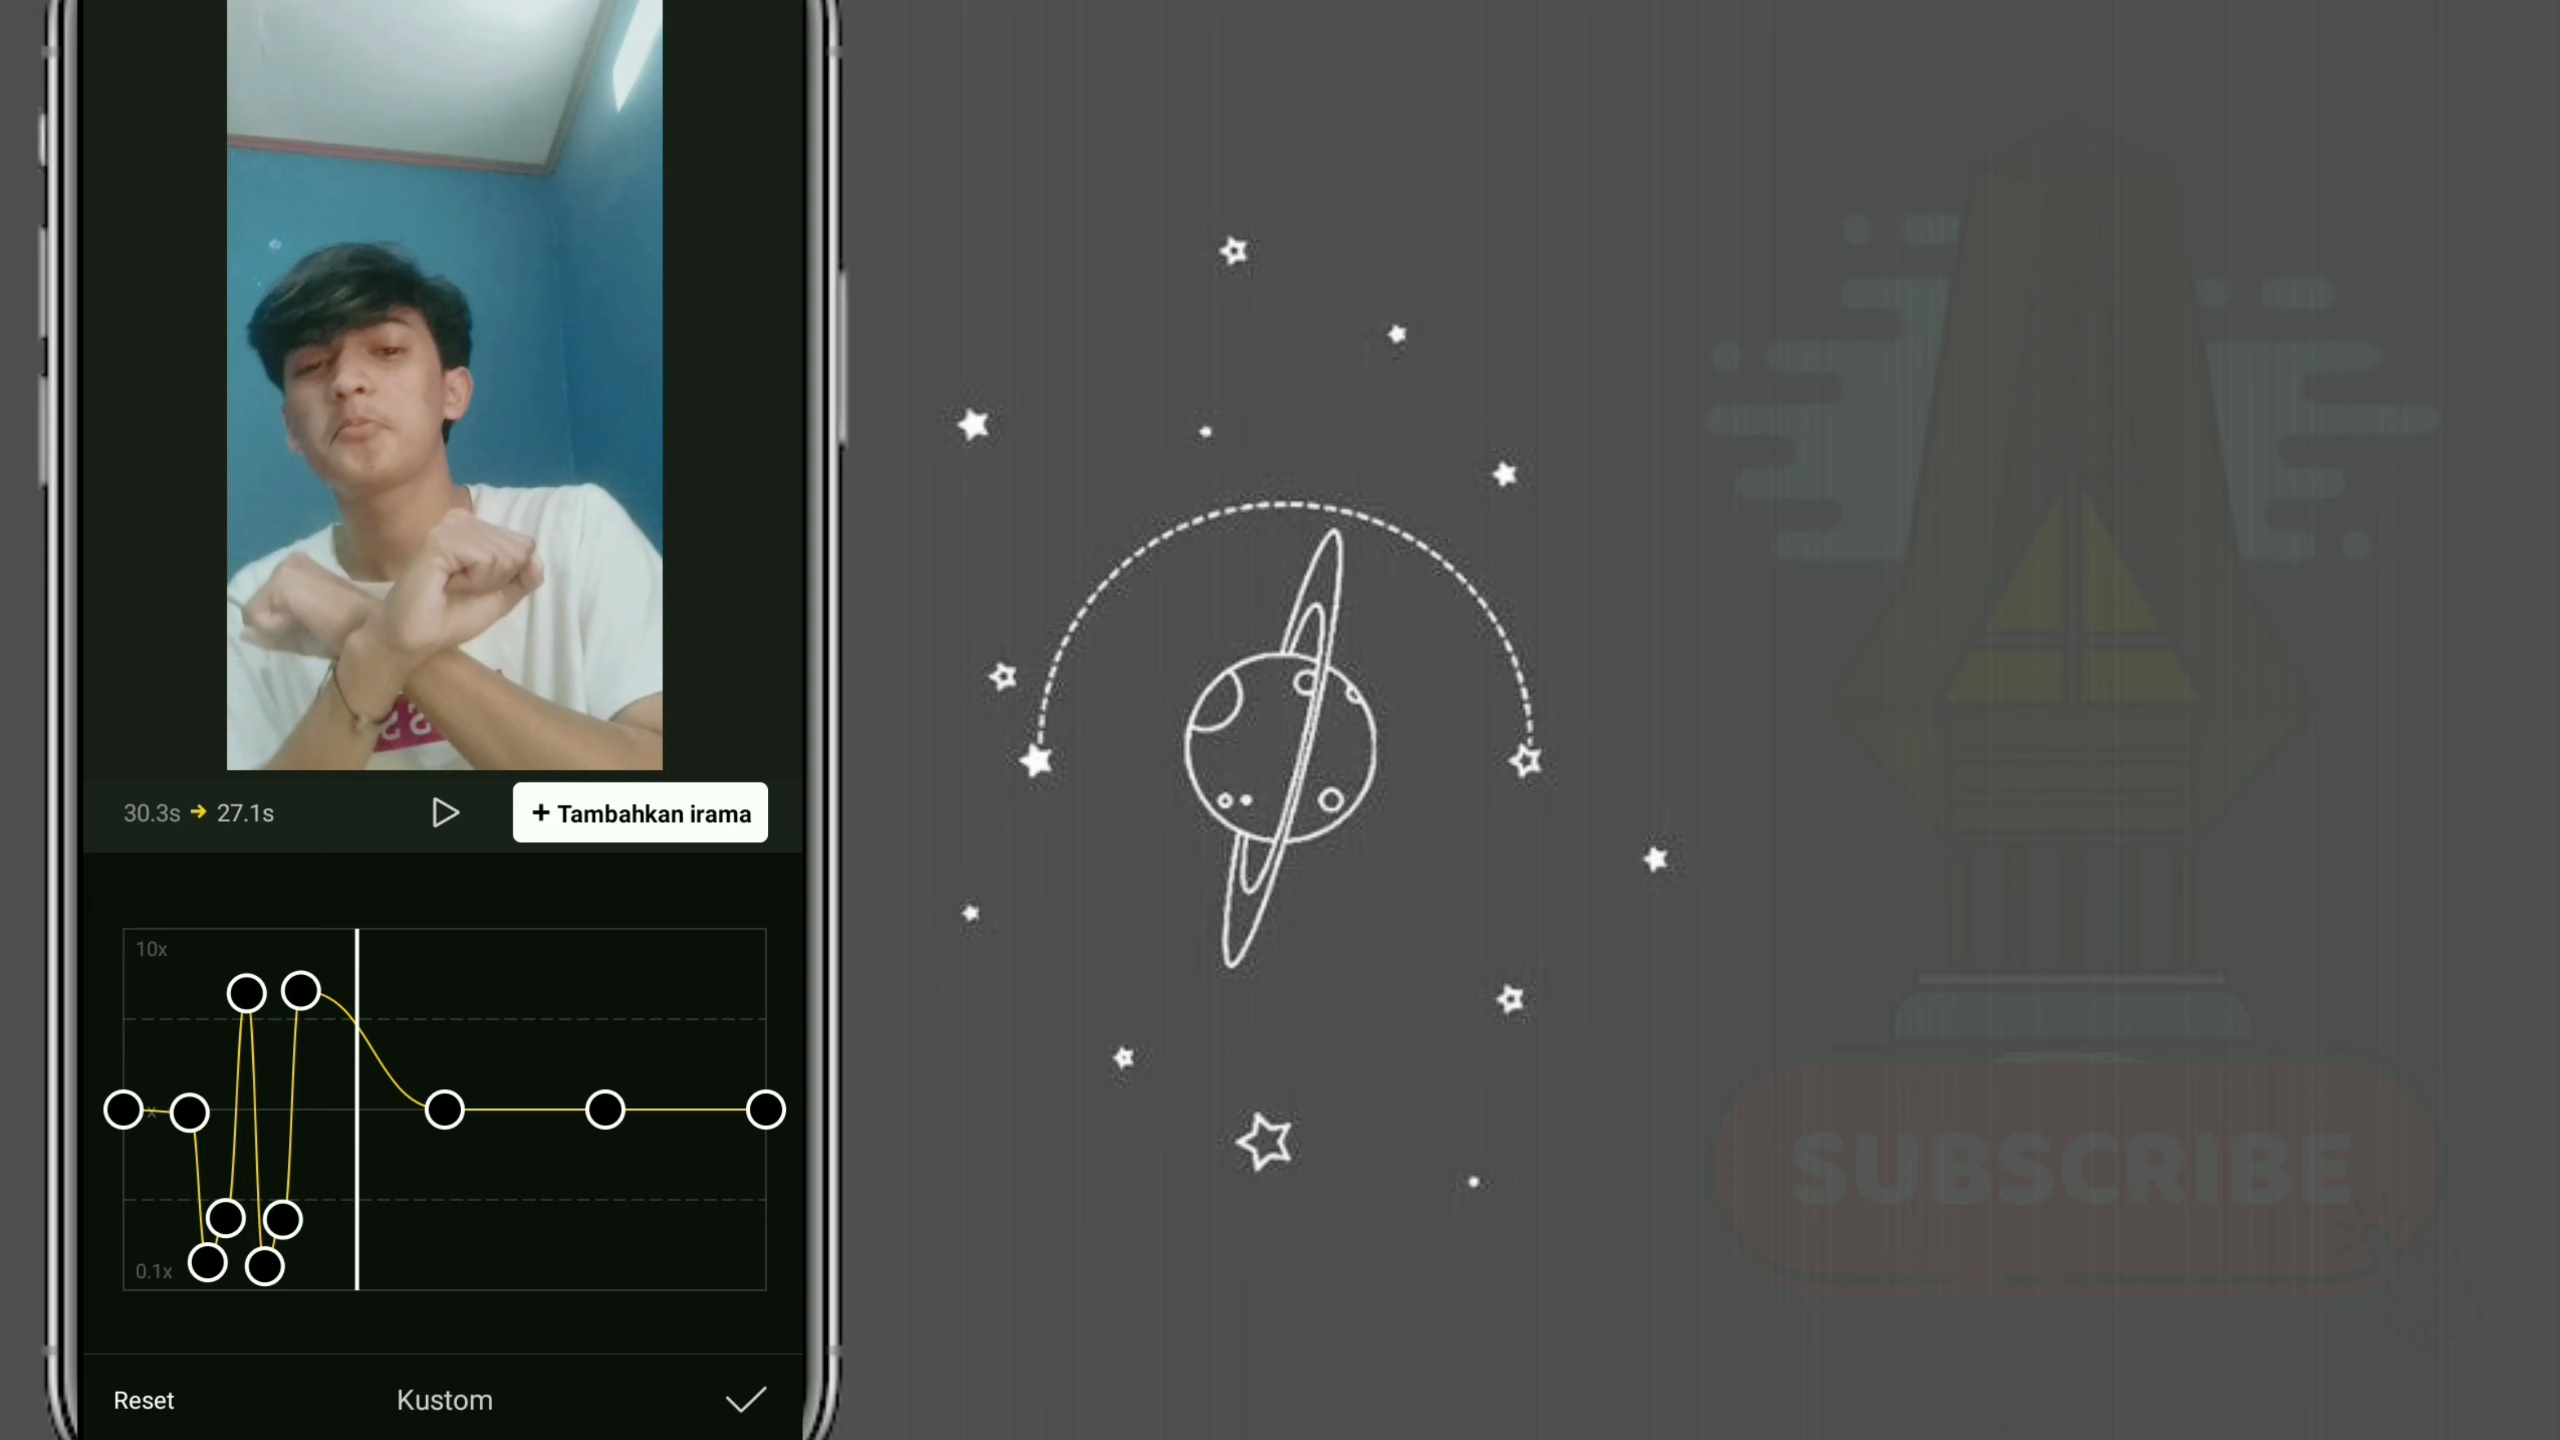 30.3s → 27.1s
+ Tambahkan irama
10x
x
0.1x
Reset
Kustom
SUBSCRIBE